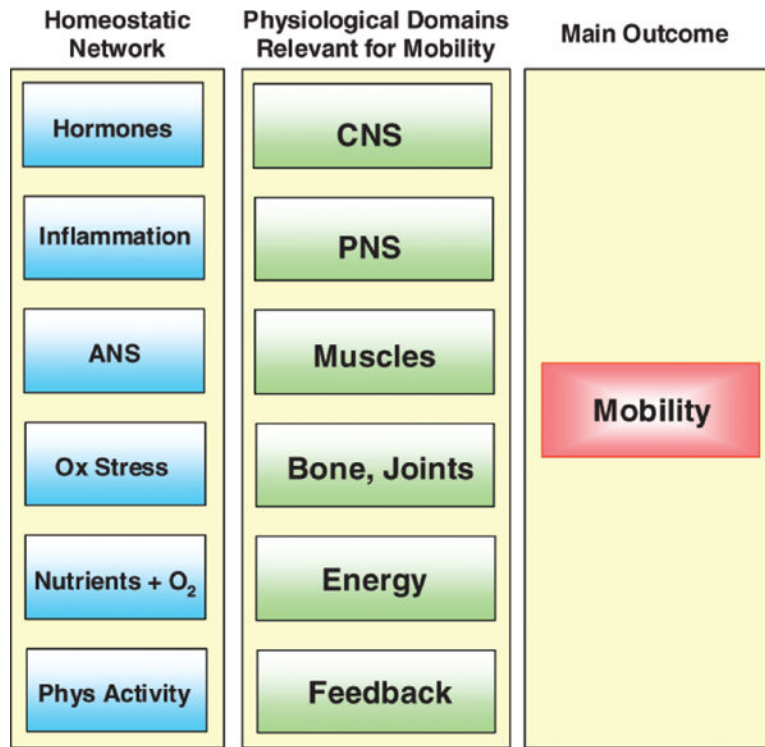 Homeostatic
Network
Physiological Domains
Relevant for Mobility
Main Outcome
Hormones
Inflammation
ANS
Ox Stress
Nutrients + O₂
Phys Activity
CNS
PNS
Muscles
Bone, Joints
Energy
Feedback
Mobility